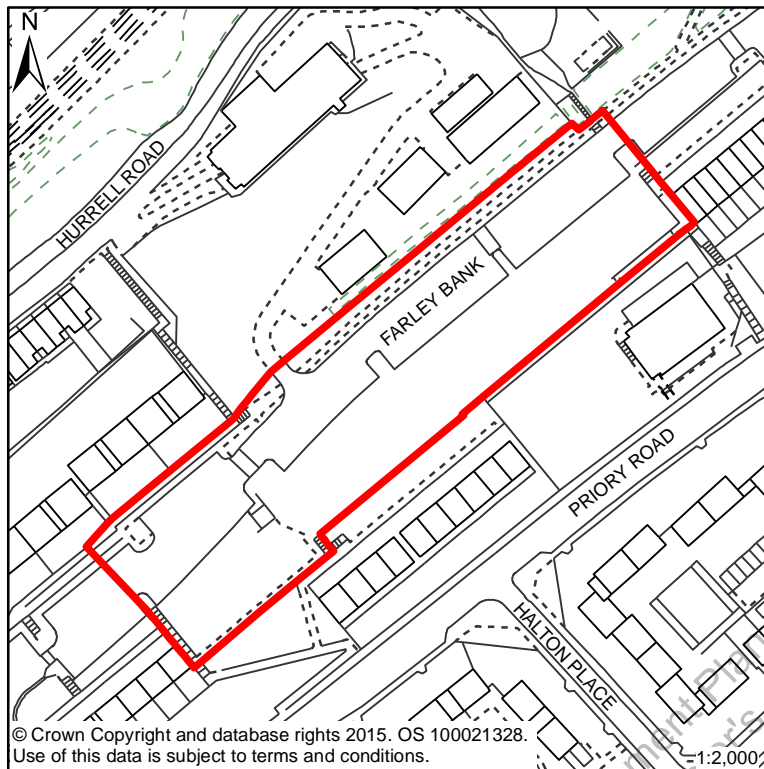 N
HURRELL ROAD
FARLEY BANK
PRIORY ROAD
HALTON PLACE
© Crown Copyright and database rights 2015. OS 100021328.
Use of this data is subject to terms and conditions.
1:2,000